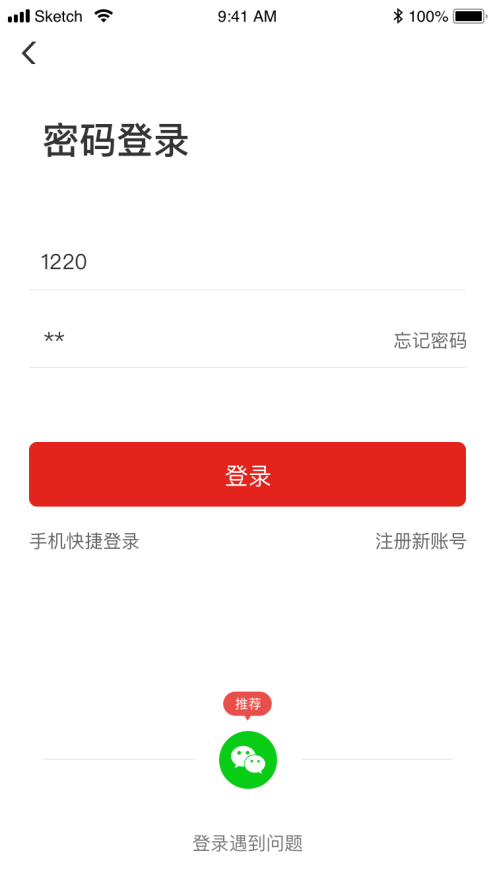 Sketch 9:41 AM 100%
密码登录
1220
** 忘记密码
登录
手机快捷登录 注册新账号
推荐
登录遇到问题